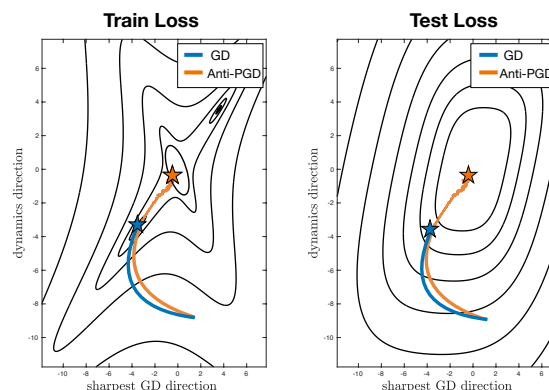 Train Loss
GD
Anti-PGD
dynamics direction
6
4
2
0
-2
-4
-6
-8
-10
-10 -8 -6 -4 -2 0 2 4 6
sharpest GD direction
Test Loss
GD
Anti-PGD
dynamics direction
6
4
2
0
-2
-4
-6
-8
-10
-10 -8 -6 -4 -2 0 2 4 6
sharpest GD direction